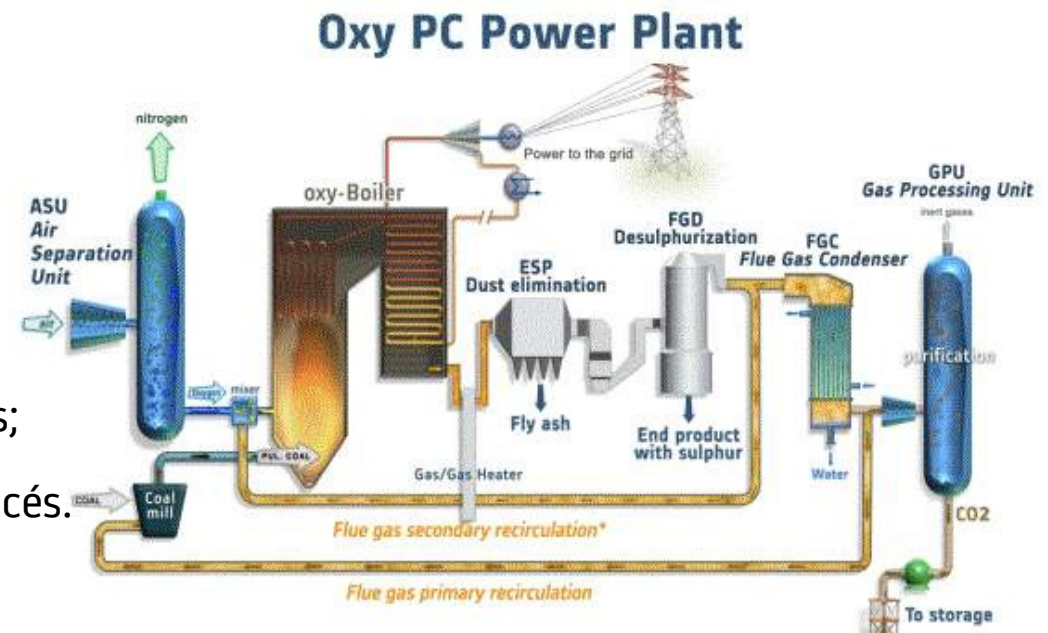 Oxy PC Power Plant
nitrogen
ASU
Air
Separation
Unit
air
oxy-Boiler
Power to the grid
GPU
Gas Processing Unit
inert gases
FGD
Desulphurization
FGC
Flue Gas Condenser
ESP
Dust elimination
purification
Oxygen
mixer
s;
Fly ash
End product
with sulphur
PUL. COAL
Gas/Gas Heater
Water
cés.
COAL
Coal
mill
CO2
Flue gas secondary recirculation*
Flue gas primary recirculation
To storage